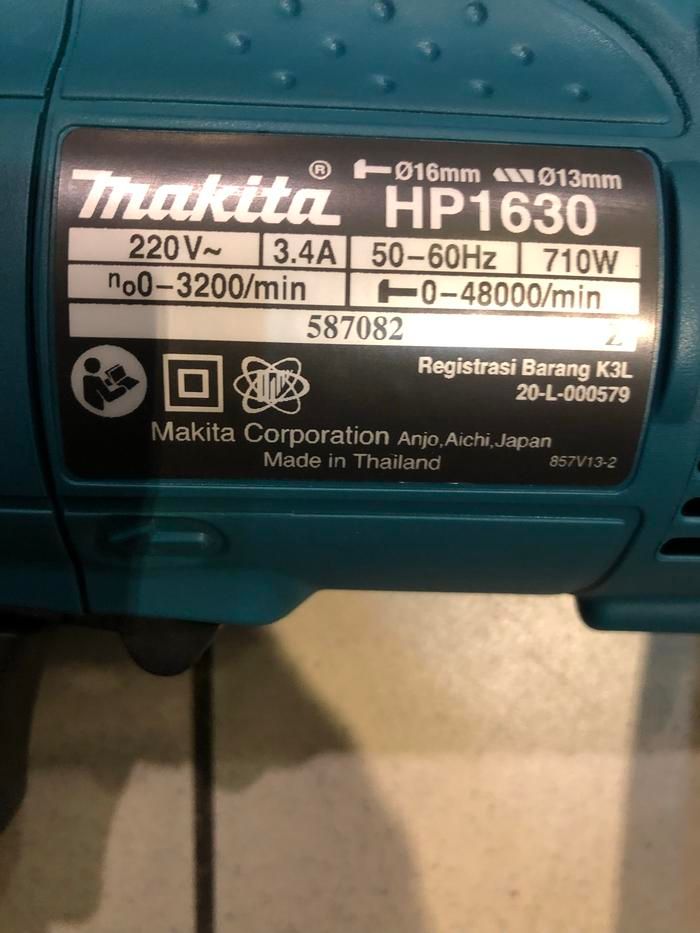 Makita® Ø16mm Ø13mm
HP1630
220V~ 3.4A 50-60Hz 710W
no0-3200/min 0-48000/min
587082 Z
Registrasi Barang K3L
20-L-000579
Makita Corporation Anjo,Aichi,Japan
Made in Thailand 857V13-2